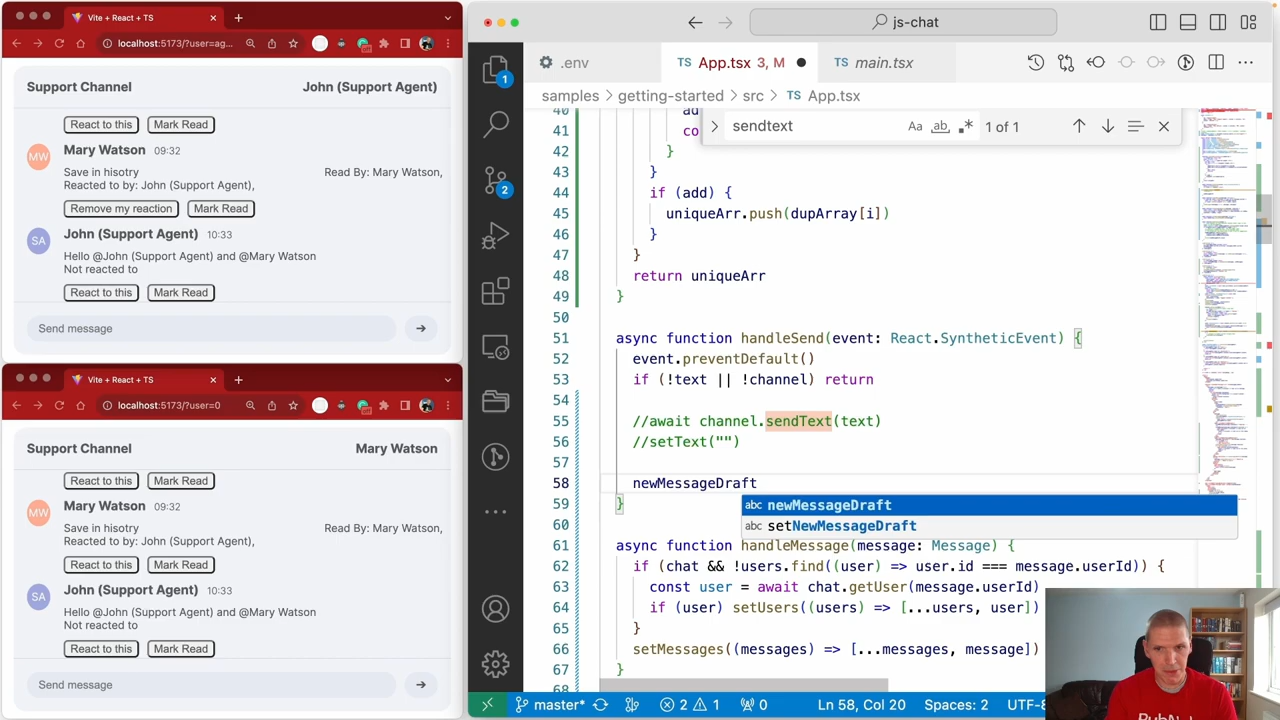 Vite + React + TS
localhost:5173/?user=ag...
Support Channel
John (Support Agent)
React to this
Mark Read
MW
Mary Watson 09:32
Save in hisotry
Read By: Mary Watson,
Reacted to by: John (Support Agent),
my reaction
Mark Read
SA
John (Support Agent) 10:33
Hello @John (Support Agent) and @Mary Watson
Not reacted to
React to this
Mark Read
Send message
Vite + React + TS
localhost:5173/?user=0
Support Channel
Mary Watson
React to this
Mark Read
MW
Mary Watson 09:32
Save in hisotry
Read By: Mary Watson,
Reacted to by: John (Support Agent),
React to this
Mark Read
SA
John (Support Agent) 10:33
Hello @John (Support Agent) and @Mary Watson
Not reacted to
React to this
Mark Read
Send message
js-chat
.env
App.tsx 3, M
main.tsx
samples > getting-started > src > App.tsx
1 of 1
1
2
40
41 co
42 }
43 }
44 if (add) {
45 uniqueArr.push(dupArray[
46 }
47 }
48 return uniqueArr
49
50
51 async function (event: React.SyntheticEvent) {
52 event.preventDefault()
53 if (!text || ) return
54
55 //await channel. (text)
56 //setText("")
57
58 newMessageDraft
59 }
abc newMessageDraft
abc setNewMessageDraft
60
61 async function handleMessage(message: Message) {
62 if (chat && !users.find((user) => user.id === message.userId)) {
63 const user = await chat.getUser(message.userId)
64 if (user) setUsers((users) => [...users, user])
65 }
66 setMessages((messages) => [...messages, message])
67 }
68
master*
2
1
0
Ln 58, Col 20
Spaces: 2
UTF-8
PubN